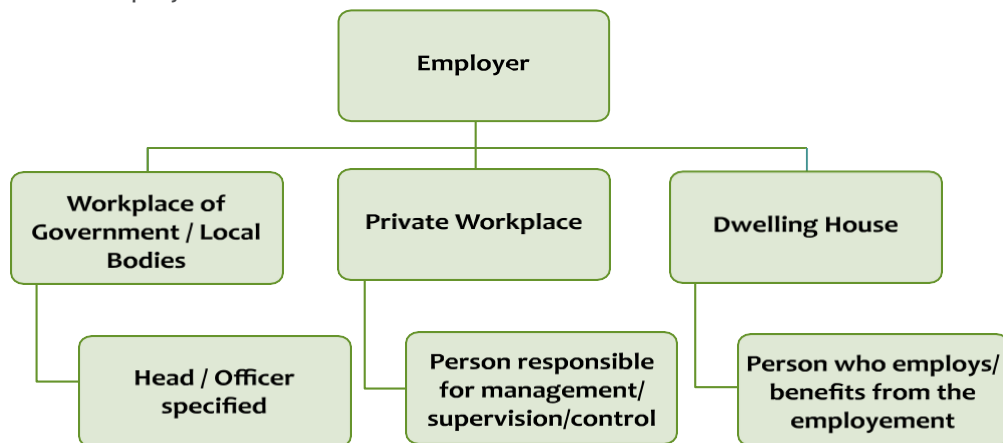 Employer
Workplace of
Government / Local
Bodies
Private Workplace
Dwelling House
Head / Officer
specified
Person responsible
for management/
supervision/control
Person who employs/
benefits from the
employement